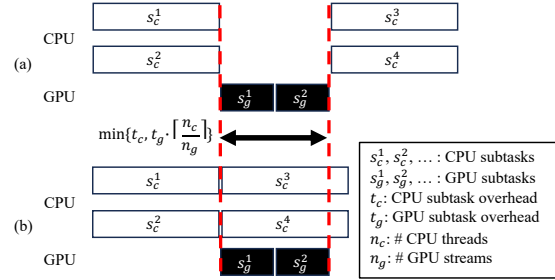 s_c^1 s_c^3
CPU
s_c^2 s_c^4
(a)
GPU s_g^1 s_g^2
min{t_c, t_g · ⌈n_c/n_g⌉}
s_c^1 s_c^3
CPU
s_c^2 s_c^4
(b)
GPU s_g^1 s_g^2
s_c^1, s_c^2, … : CPU subtasks
s_g^1, s_g^2, … : GPU subtasks
t_c: CPU subtask overhead
t_g: GPU subtask overhead
n_c: # CPU threads
n_g: # GPU streams